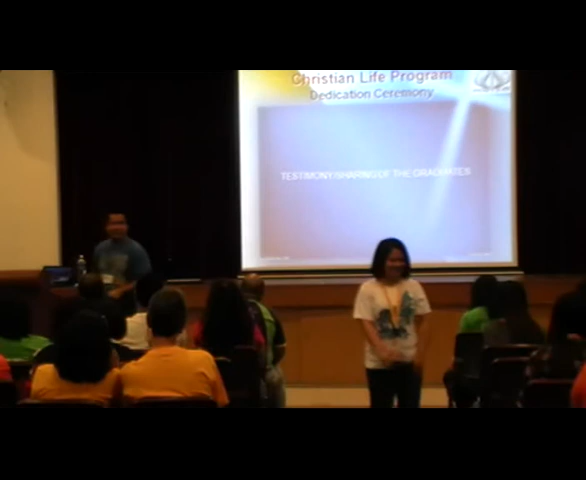 Christian Life Program
Dedication Ceremony
TESTIMONY/SHARING OF THE GRADUATES